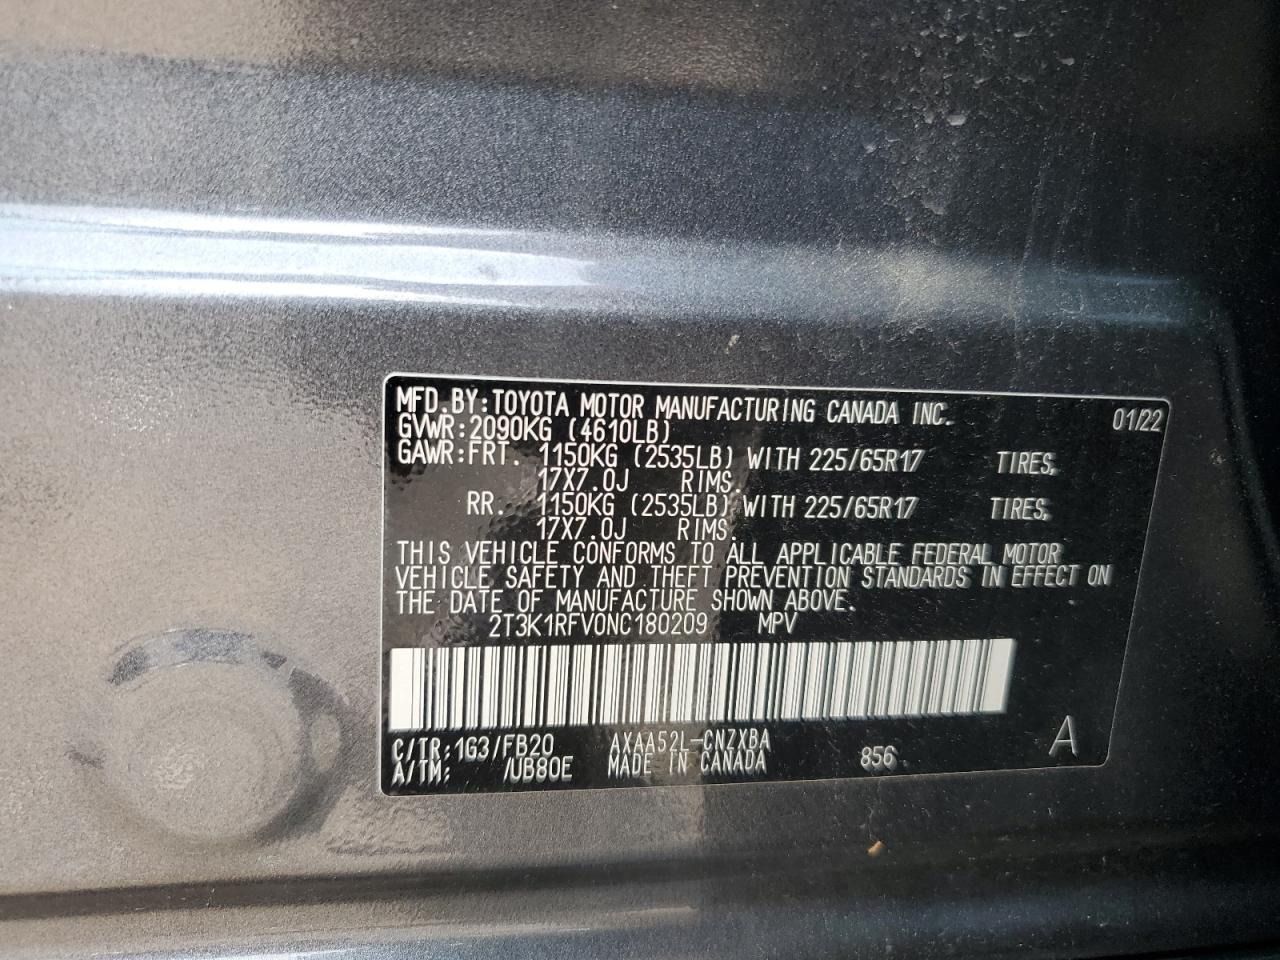 MFD.BY:TOYOTA MOTOR MANUFACTURING CANADA INC. 01/22
GVWR:2090KG (4610LB)
GAWR:FRT. 1150KG (2535LB) WITH 225/65R17 TIRES,
17X7.0J RIMS.
RR. 1150KG (2535LB) WITH 225/65R17 TIRES,
17X7.0J RIMS.
THIS VEHICLE CONFORMS TO ALL APPLICABLE FEDERAL MOTOR
VEHICLE SAFETY AND THEFT PREVENTION STANDARDS IN EFFECT ON
THE DATE OF MANUFACTURE SHOWN ABOVE.
2T3K1RFV0NC180209 MPV
C/TR:1G3/FB20 AXAA52L-CNZXBA 856 A
A/TM: /UB80E MADE IN CANADA